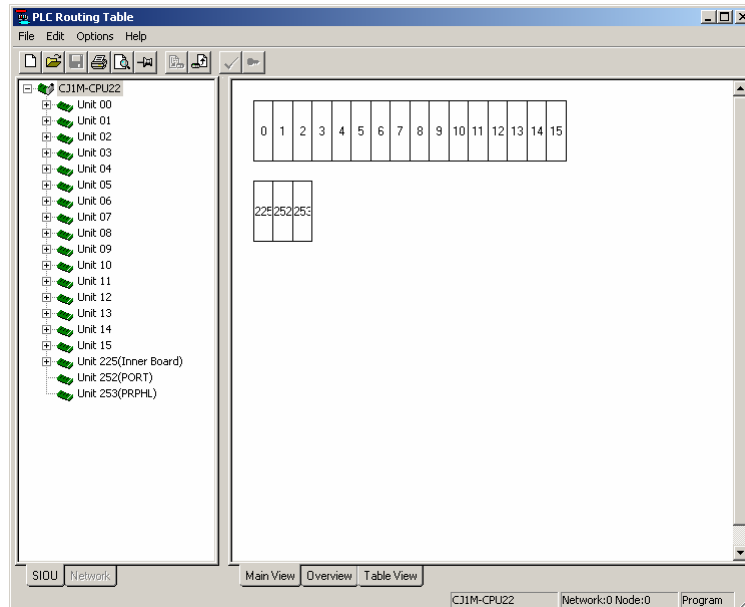 PLC Routing Table
File Edit Options Help
CJ1M-CPU22
Unit 00
Unit 01
Unit 02
Unit 03
Unit 04
Unit 05
Unit 06
Unit 07
Unit 08
Unit 09
Unit 10
Unit 11
Unit 12
Unit 13
Unit 14
Unit 15
Unit 225(Inner Board)
Unit 252(PORT)
Unit 253(PRPHL)
0 1 2 3 4 5 6 7 8 9 10 11 12 13 14 15
225 252 253
SIOU Network
Main View Overview Table View
CJ1M-CPU22 Network:0 Node:0 Program